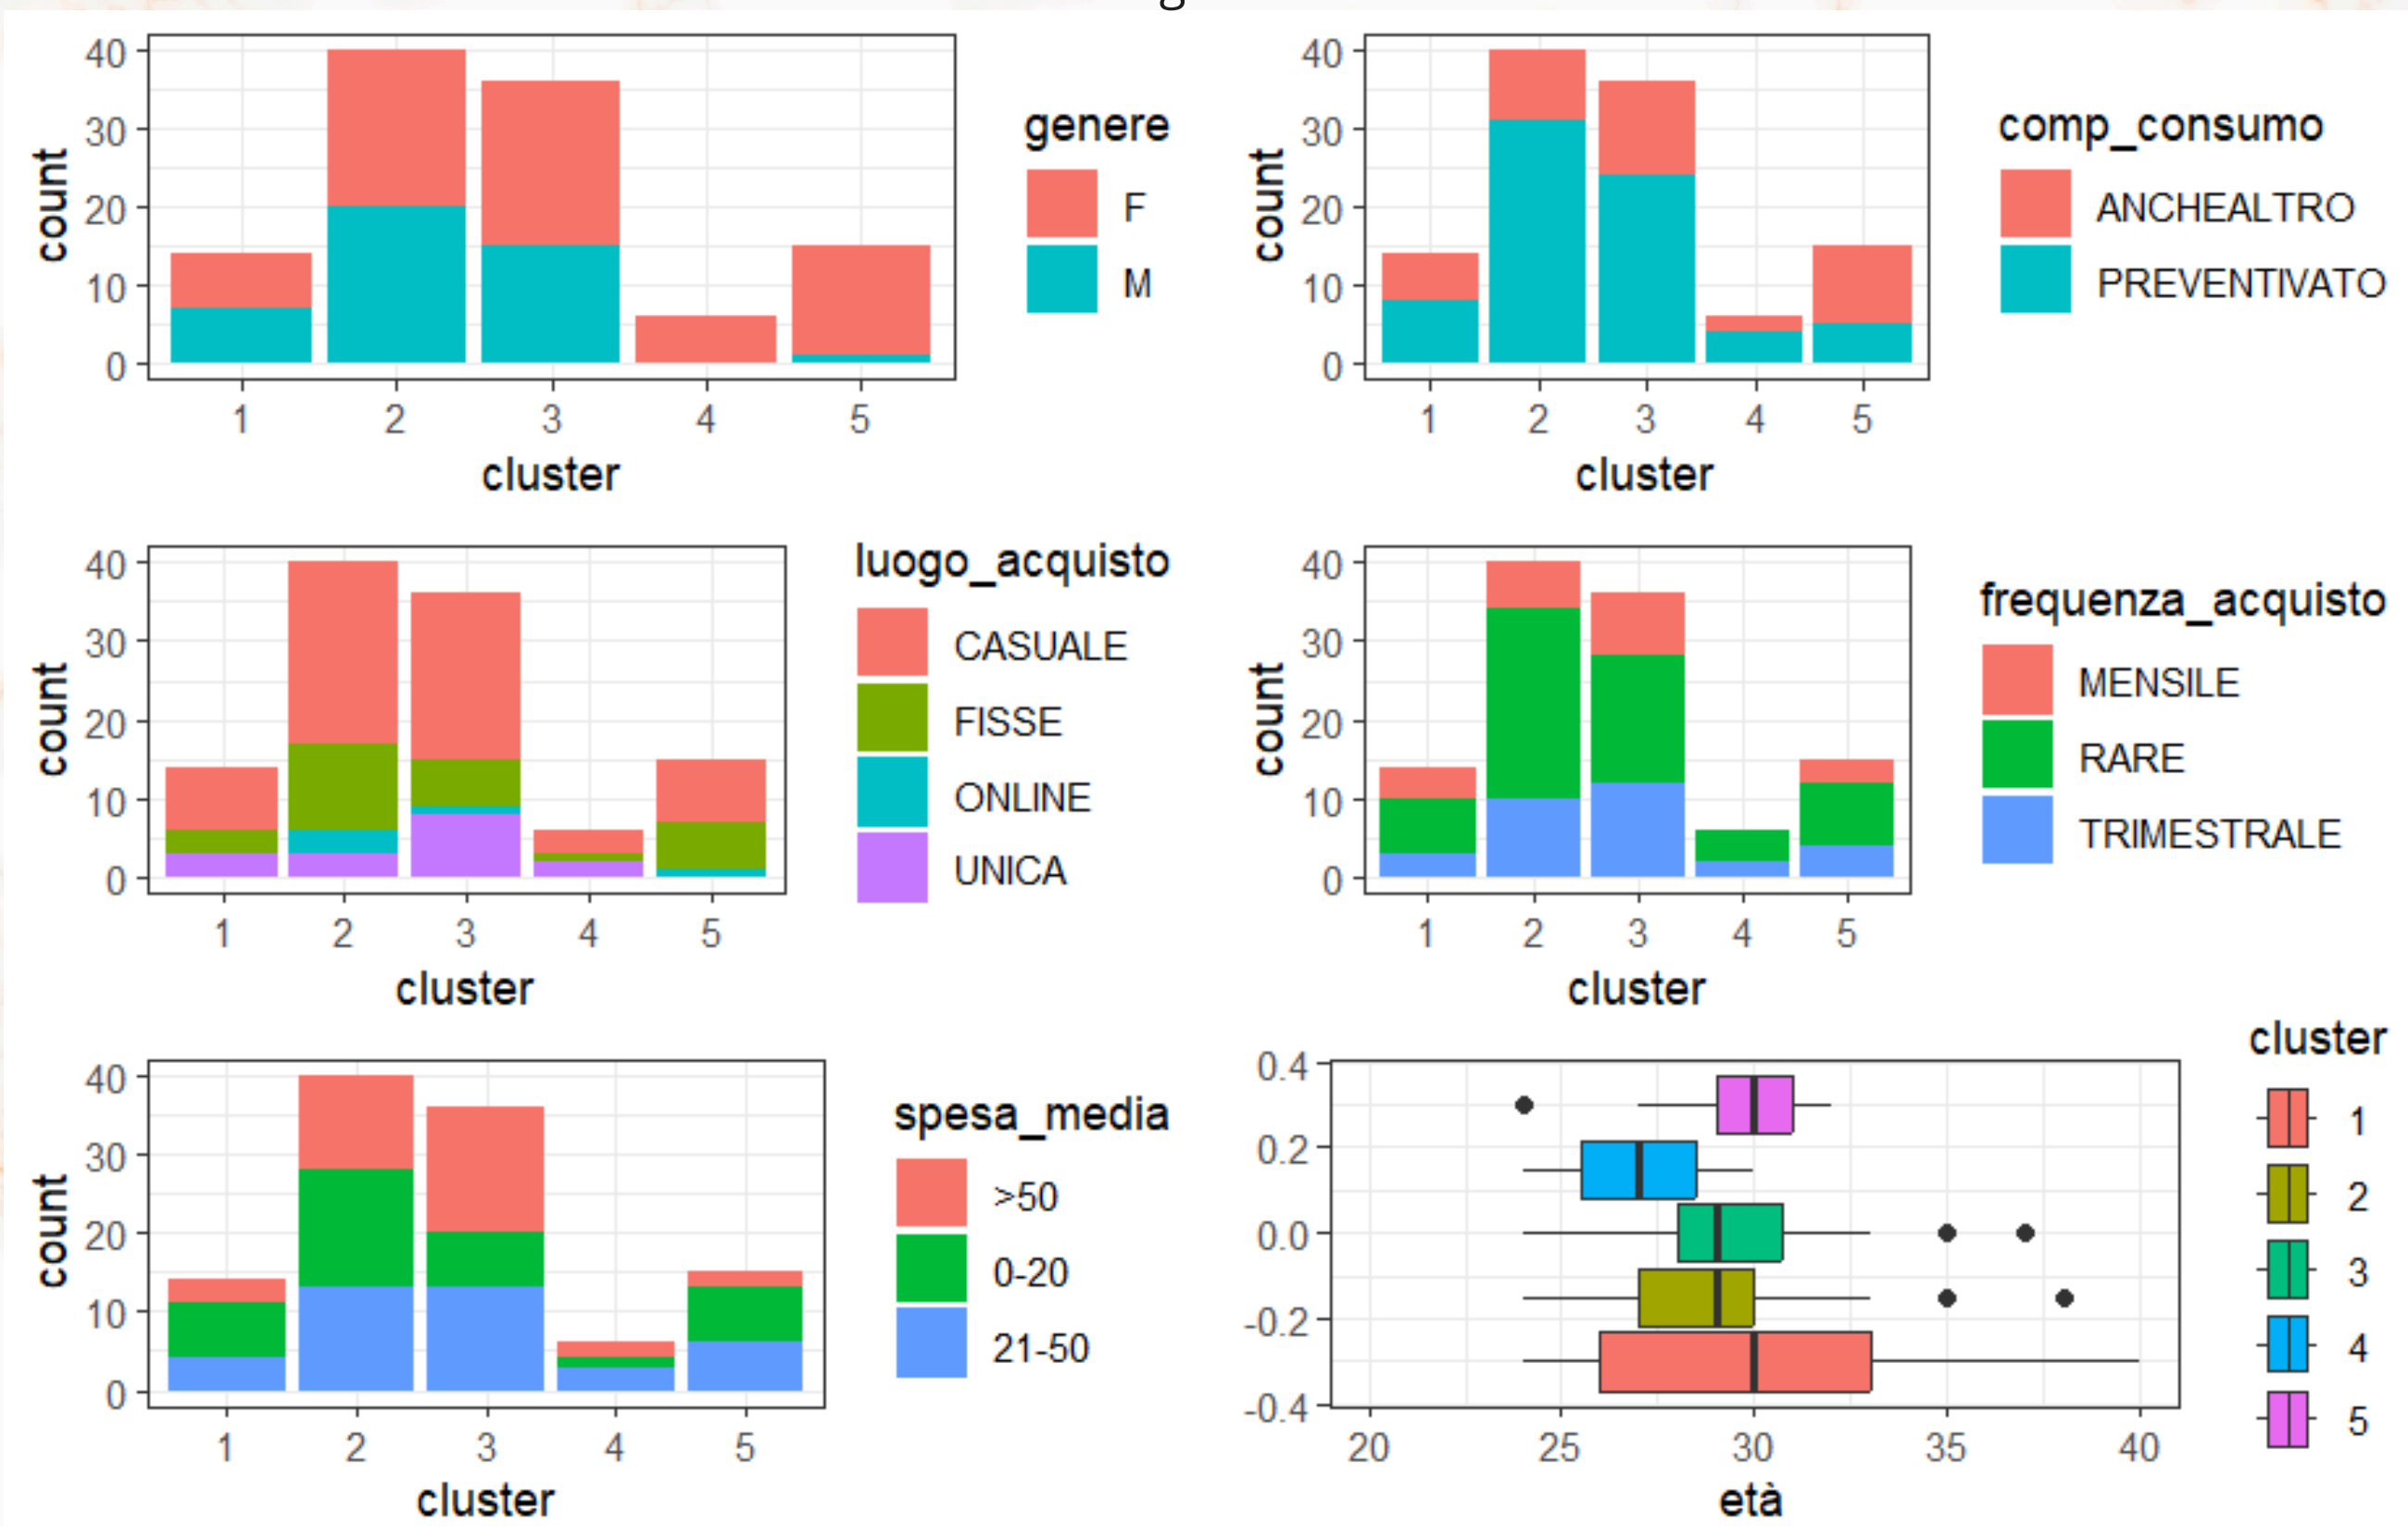 g
count
40
30
20
10
0
1 2 3 4 5
cluster
genere
F
M
count
40
30
20
10
0
1 2 3 4 5
cluster
comp_consumo
ANCHEALTRO
PREVENTIVATO
count
40
30
20
10
0
1 2 3 4 5
cluster
luogo_acquisto
CASUALE
FISSE
ONLINE
UNICA
count
40
30
20
10
0
1 2 3 4 5
cluster
frequenza_acquisto
MENSILE
RARE
TRIMESTRALE
count
40
30
20
10
0
1 2 3 4 5
cluster
spesa_media
>50
0-20
21-50
0.4
0.2
0.0
-0.2
-0.4
20 25 30 35 40
età
cluster
1
2
3
4
5